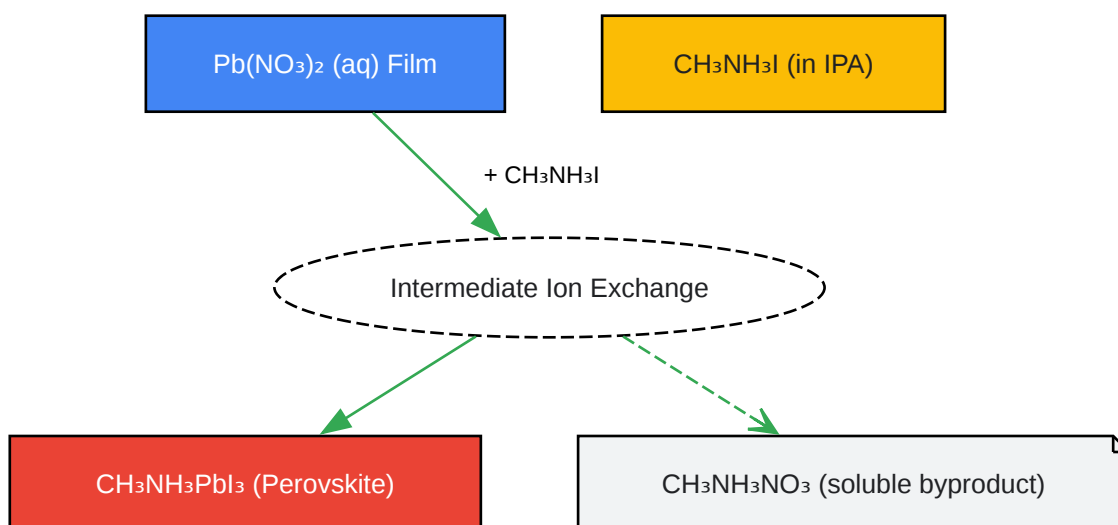 Pb(NO₃)₂ (aq) Film
CH₃NH₃I (in IPA)
+ CH₃NH₃I
Intermediate Ion Exchange
CH₃NH₃PbI₃ (Perovskite)
CH₃NH₃NO₃ (soluble byproduct)